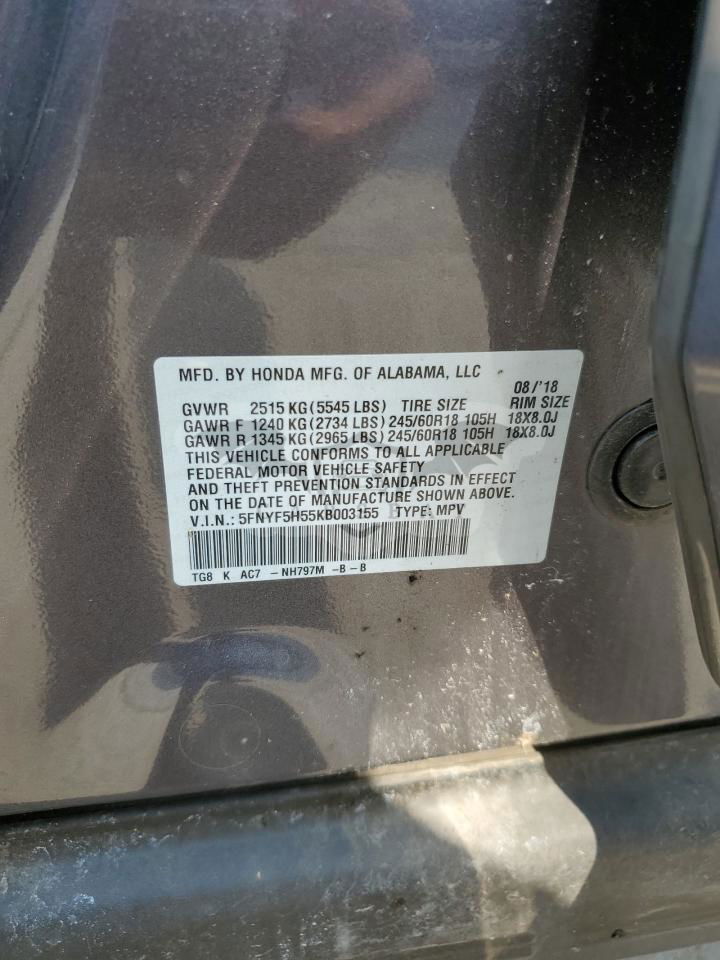 MFD. BY HONDA MFG. OF ALABAMA, LLC 08/'18
GVWR 2515 KG (5545 LBS) TIRE SIZE RIM SIZE
GAWR F 1240 KG (2734 LBS) 245/60R18 105H 18X8.0J
GAWR R 1345 KG (2965 LBS) 245/60R18 105H 18X8.0J
THIS VEHICLE CONFORMS TO ALL APPLICABLE
FEDERAL MOTOR VEHICLE SAFETY
AND THEFT PREVENTION STANDARDS IN EFFECT
ON THE DATE OF MANUFACTURE SHOWN ABOVE.
V.I.N.: 5FNYF5H55KB003155 TYPE: MPV
TG8 K AC7 -NH797M -B-B